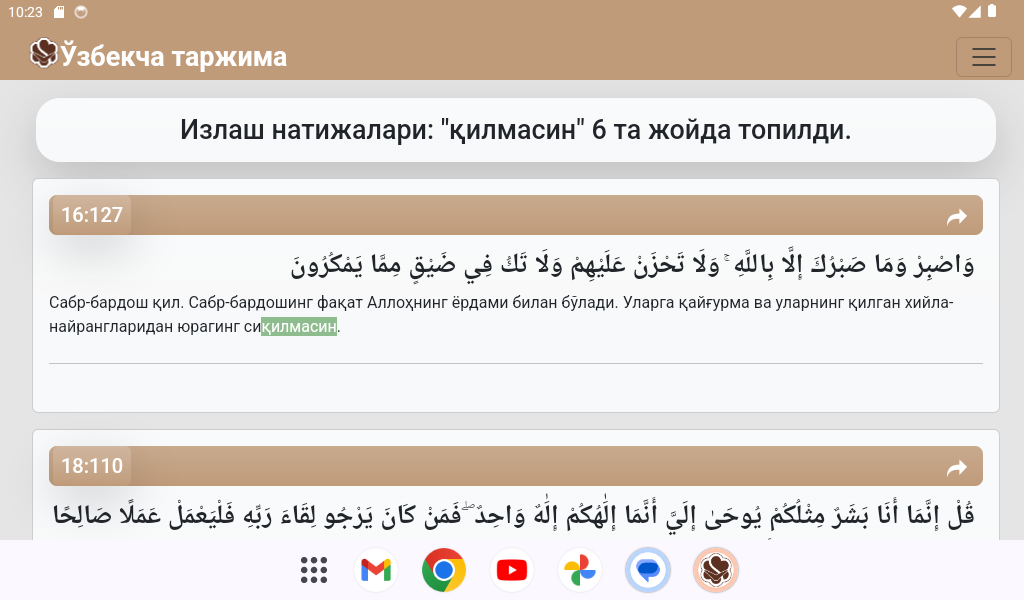 10:23
Ўзбекча таржима
Излаш натижалари: "қилмасин" 6 та жойда топилди.
16:127
وَاصْبِرْ وَمَا صَبْرُكَ إِلَّا بِاللَّهِ ۚ وَلَا تَحْزَنْ عَلَيْهِمْ وَلَا تَكُ فِي ضَيْقٍ مِمَّا يَمْكُرُونَ
Сабр-бардош қил. Сабр-бардошинг фақат Аллоҳнинг ёрдами билан бўлади. Уларга қайғурма ва уларнинг қилган хийла-
найрангларидан юрагинг сиқилмасин.
18:110
قُلْ إِنَّمَا أَنَا بَشَرٌ مِثْلُكُمْ يُوحَىٰ إِلَيَّ أَنَّمَا إِلَٰهُكُمْ إِلَٰهٌ وَاحِدٌ ۖ فَمَنْ كَانَ يَرْجُو لِقَاءَ رَبِّهِ فَلْيَعْمَلْ عَمَلًا صَالِحًا